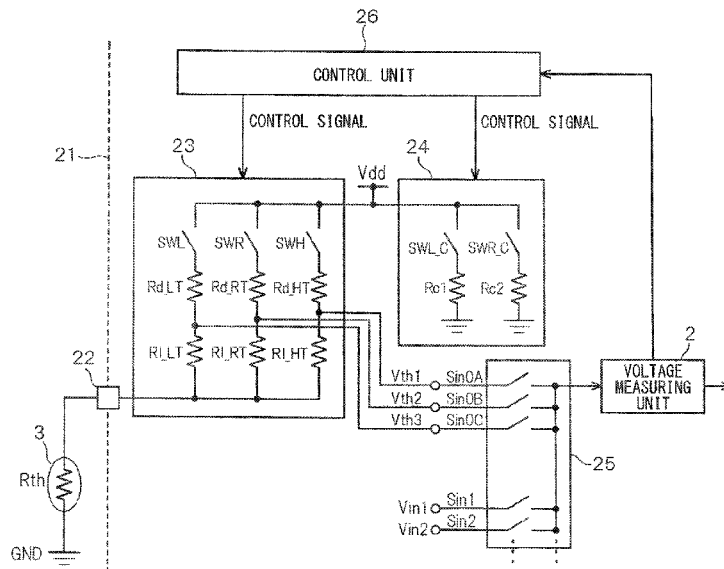 26
CONTROL UNIT
CONTROL SIGNAL
CONTROL SIGNAL
21
23
Vdd
24
SWL
SWR
SWH
SWL_C
SWR_C
Rd_LT
Rd_RT
Rd_HT
Rc1
Rc2
RI_LT
RI_RT
RI_HT
22
Vth1
Sin0A
Vth2
Sin0B
Vth3
Sin0C
2
VOLTAGE
MEASURING
UNIT
3
Rth
25
Vin1
Sin1
Vin2
Sin2
GND